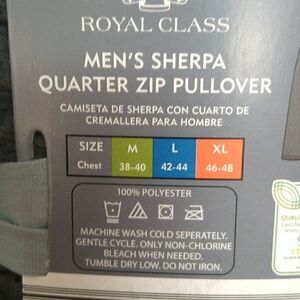 ROYAL CLASS
MEN'S SHERPA
QUARTER ZIP PULLOVER
CAMISETA DE SHERPA CON CUARTO DE
CREMALLERA PARA HOMBRE
SIZE M L XL
Chest 38-40 42-44 46-48
100% POLYESTER
MACHINE WASH COLD SEPERATELY.
GENTLE CYCLE. ONLY NON-CHLORINE
BLEACH WHEN NEEDED.
TUMBLE DRY LOW. DO NOT IRON.